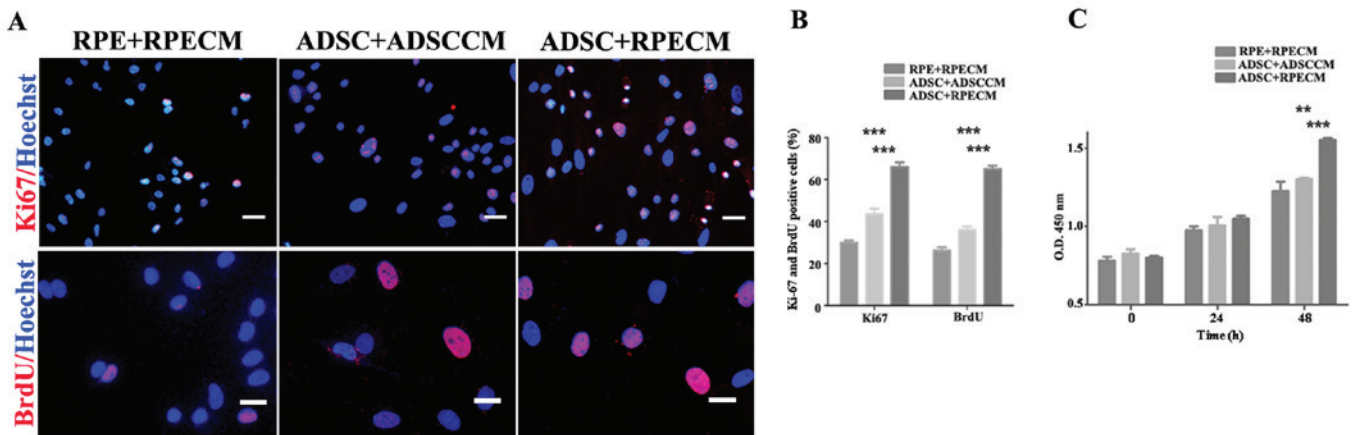 A
RPE+RPECM
ADSC+ADSCCM
ADSC+RPECM
Ki67/Hoechst
BrdU/Hoechst
B
RPE+RPECM
ADSC+ADSCCM
ADSC+RPECM
Ki-67 and BrdU positive cells (%)
80
60
40
20
0
*** ***
*** ***
Ki67 BrdU
C
RPE+RPECM
ADSC+ADSCCM
ADSC+RPECM
O.D. 450 nm
1.5
1.0
0.5
**
***
0 24 48
Time (h)